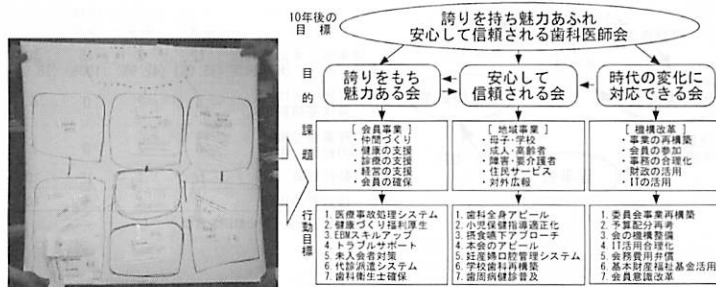 10年後の
目標
誇りを持ち魅力あふれ
安心して信頼される歯科医師会
目的
誇りをもち
魅力ある会
安心して
信頼される会
時代の変化に
対応できる会
課題
[会員事業]
・仲間づくり
・健康の支援
・診療の支援
・経営の支援
・会員の確保
[地域事業]
・母子・学校
・成人・高齢者
・障害・要介護者
・住民サービス
・対外広報
[機構改革]
・事業の再構築
・会員の参加
・事務の合理化
・財政の活用
・ITの活用
行動目標
1. 医療事故処理システム
2. 健康づくり福利厚生
3. EBMスキルアップ
4. トラブルサポート
5. 未入会者対策
6. 代診派遣システム
7. 歯科衛生士確保
1. 歯科全身アピール
2. 小児保健指導適正化
3. 摂食嚥下アプローチ
4. 本会のアピール
5. 妊産婦口腔管理システム
6. 学校歯科再構築
7. 歯周病健診普及
1. 委員会事業再構築
2. 予算配分再考
3. 会の機構整備
4. IT活用合理化
5. 会務費用弁償
6. 基本財産福祉基金活用
7. 会員意識改革